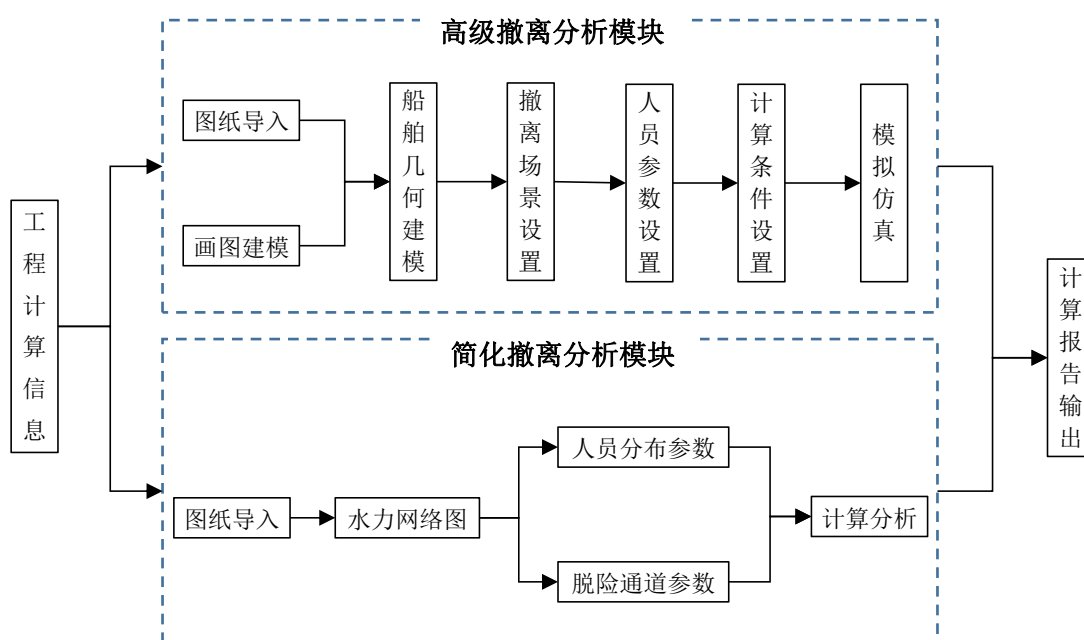 高级撤离分析模块
图纸导入
画图建模
船舶几何建模
撤离场景设置
人员参数设置
计算条件设置
模拟仿真
工程计算信息
简化撤离分析模块
图纸导入
水力网络图
人员分布参数
脱险通道参数
计算分析
计算报告输出